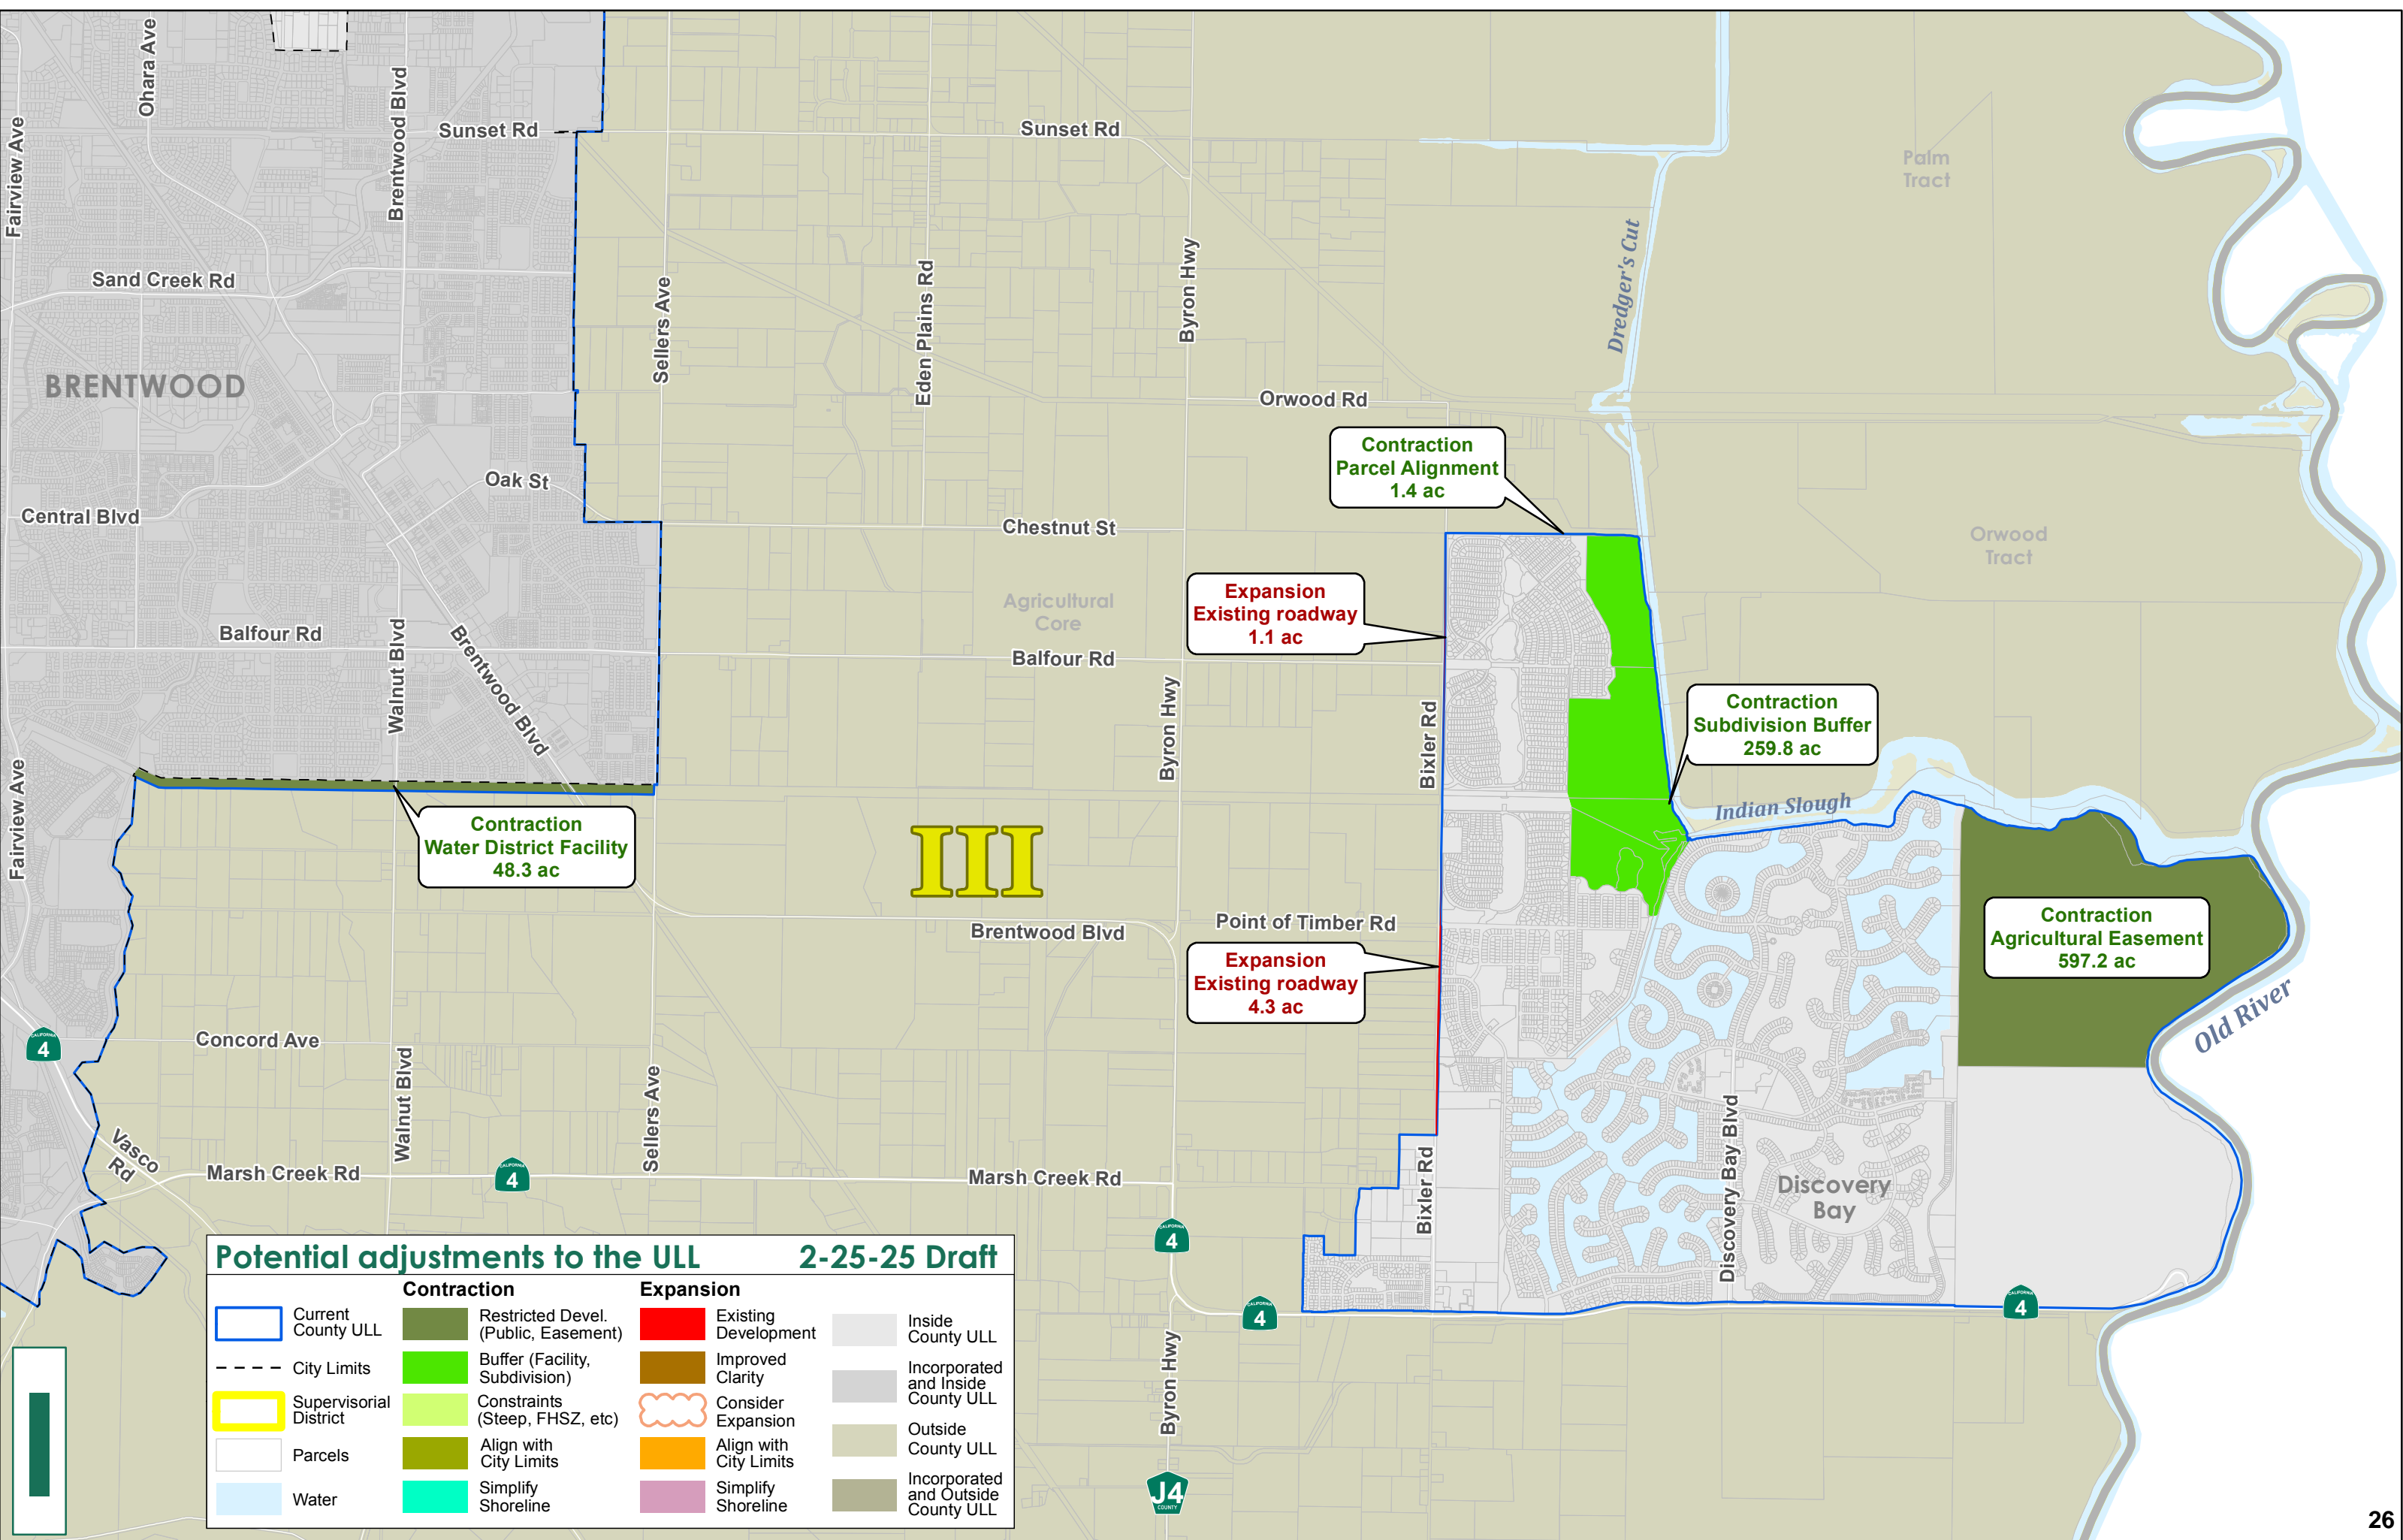 Ohara Ave
Fairview Ave
Brentwood Blvd
Sunset Rd
Sunset Rd
Palm
Tract
Sand Creek Rd
Sellers Ave
Eden Plains Rd
Byron Hwy
Dredger's Cut
BRENTWOOD
Orwood Rd
Contraction
Parcel Alignment
1.4 ac
Oak St
Central Blvd
Chestnut St
Orwood
Tract
Expansion
Existing roadway
1.1 ac
Agricultural
Core
Balfour Rd
Walnut Blvd
Brentwood Blvd
Balfour Rd
Byron Hwy
Bixler Rd
Contraction
Subdivision Buffer
259.8 ac
Fairview Ave
Indian Slough
Contraction
Water District Facility
48.3 ac
III
Brentwood Blvd
Point of Timber Rd
Contraction
Agricultural Easement
597.2 ac
Expansion
Existing roadway
4.3 ac
Old River
CALIFORNIA
4
Concord Ave
Walnut Blvd
Sellers Ave
Vasco
Rd
Marsh Creek Rd
CALIFORNIA
4
Marsh Creek Rd
Bixler Rd
Discovery Bay Blvd
Discovery
Bay
CALIFORNIA
4
CALIFORNIA
4
CALIFORNIA
4
Byron Hwy
J4
COUNTY
Potential adjustments to the ULL 2-25-25 Draft
Current
County ULL
City Limits
Supervisorial
District
Parcels
Water
Contraction
Restricted Devel.
(Public, Easement)
Buffer (Facility,
Subdivision)
Constraints
(Steep, FHSZ, etc)
Align with
City Limits
Simplify
Shoreline
Expansion
Existing
Development
Improved
Clarity
Consider
Expansion
Align with
City Limits
Simplify
Shoreline
Inside
County ULL
Incorporated
and Inside
County ULL
Outside
County ULL
Incorporated
and Outside
County ULL
26